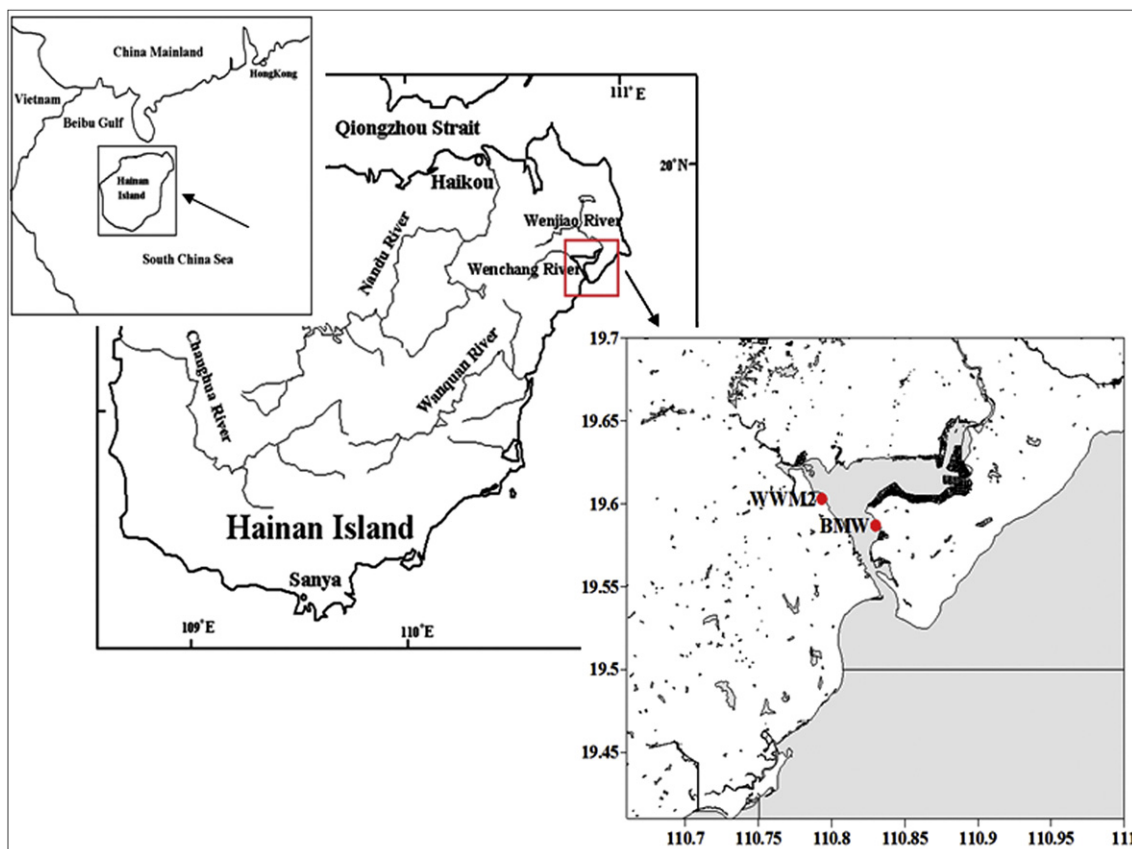 China Mainland
HongKong
Vietnam
Beibu Gulf
Hainan
Island
South China Sea
111°E
Qiongzhou Strait
20°N
Haikou
Wenjiao River
Nandu River
Wenchang River
Changhua River
Wanquan River
Hainan Island
Sanya
109°E
110°E
19.7
19.65
19.6
19.55
19.5
19.45
WWM2
BMW
110.7
110.75
110.8
110.85
110.9
110.95
111